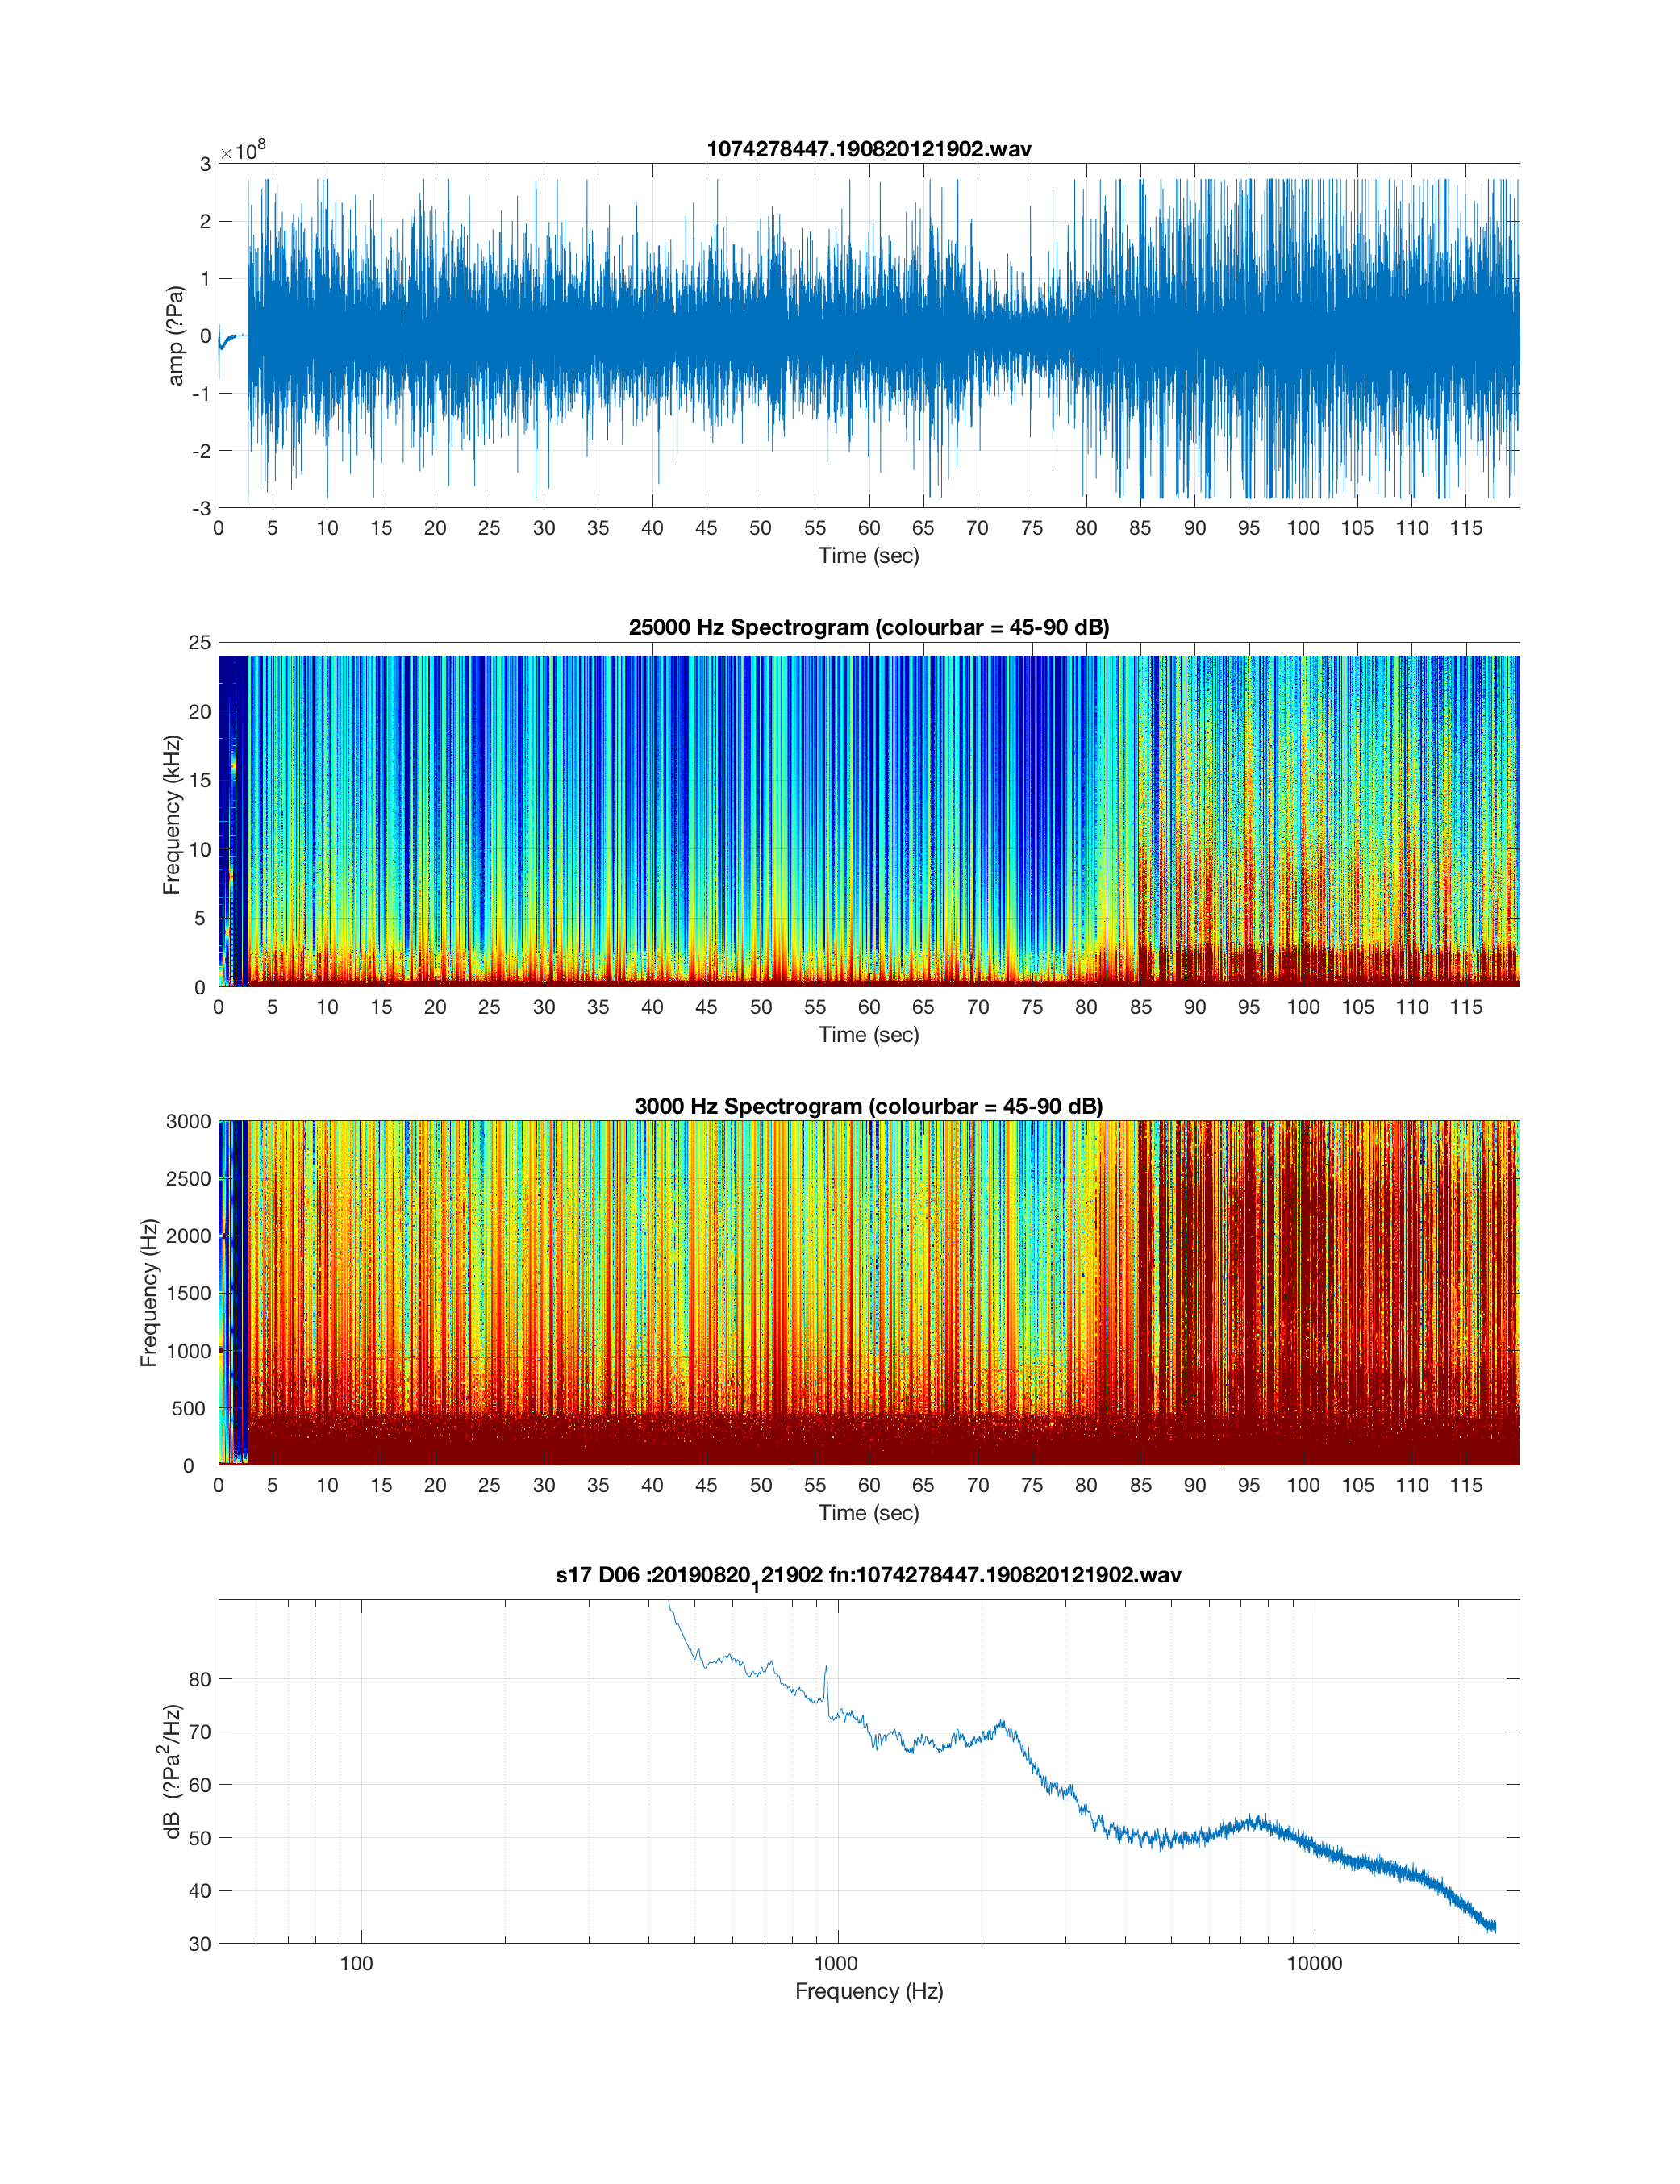 1074278447.190820121902.wav
×10^8
3
2
1
0
-1
-2
-3
amp (?Pa)
0 5 10 15 20 25 30 35 40 45 50 55 60 65 70 75 80 85 90 95 100 105 110 115
Time (sec)
25000 Hz Spectrogram (colourbar = 45-90 dB)
25
20
15
10
5
0
Frequency (kHz)
0 5 10 15 20 25 30 35 40 45 50 55 60 65 70 75 80 85 90 95 100 105 110 115
Time (sec)
3000 Hz Spectrogram (colourbar = 45-90 dB)
3000
2500
2000
1500
1000
500
0
Frequency (Hz)
0 5 10 15 20 25 30 35 40 45 50 55 60 65 70 75 80 85 90 95 100 105 110 115
Time (sec)
s17 D06 :20190820_121902 fn:1074278447.190820121902.wav
80
70
60
50
40
30
dB (?Pa^2/Hz)
100 1000 10000
Frequency (Hz)